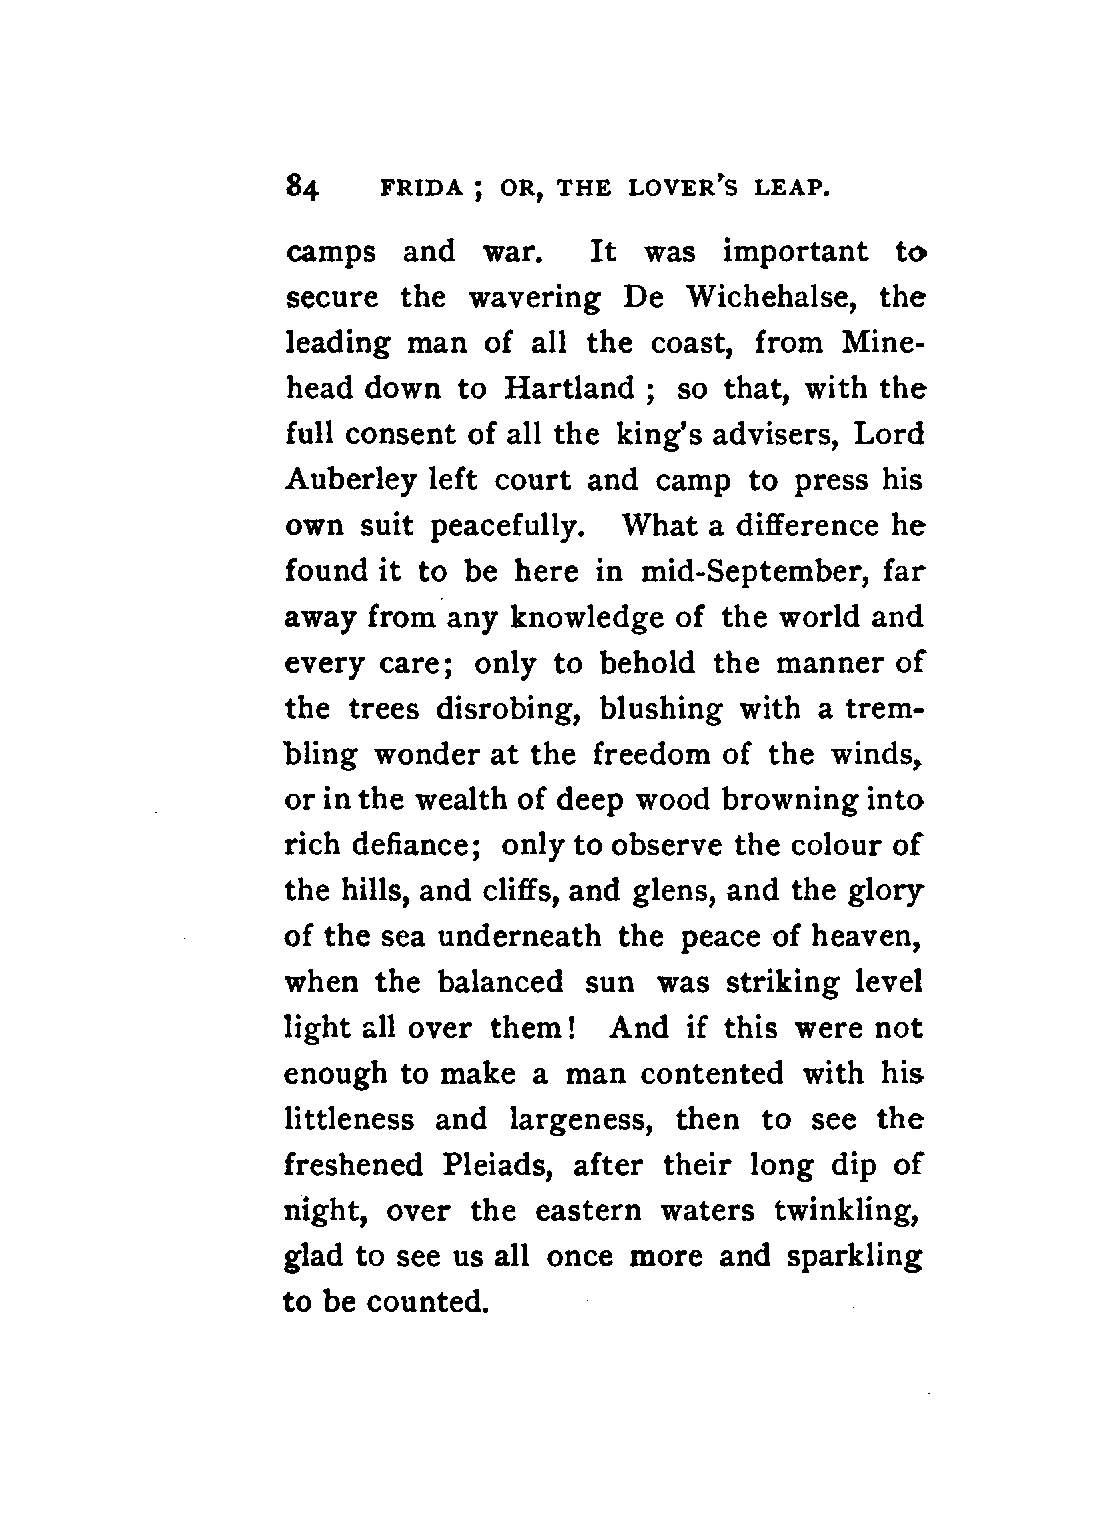 84 FRIDA ; OR, THE LOVER'S LEAP.
camps and war. It was important to
secure the wavering De Wichehalse, the
leading man of all the coast, from Mine-
head down to Hartland ; so that, with the
full consent of all the king's advisers, Lord
Auberley left court and camp to press his
own suit peacefully. What a difference he
found it to be here in mid-September, far
away from any knowledge of the world and
every care; only to behold the manner of
the trees disrobing, blushing with a trem-
bling wonder at the freedom of the winds,
or in the wealth of deep wood browning into
rich defiance; only to observe the colour of
the hills, and cliffs, and glens, and the glory
of the sea underneath the peace of heaven,
when the balanced sun was striking level
light all over them! And if this were not
enough to make a man contented with his
littleness and largeness, then to see the
freshened Pleiads, after their long dip of
night, over the eastern waters twinkling,
glad to see us all once more and sparkling
to be counted.